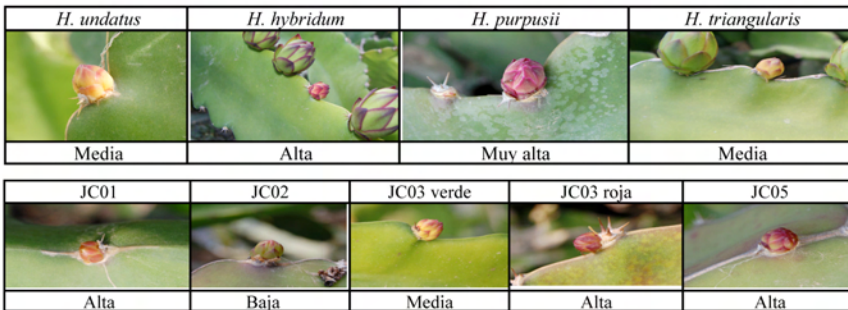 H. undatus H. hybridum H. purpusii H. triangularis
Media Alta Muy alta Media
JC01 JC02 JC03 verde JC03 roja JC05
Alta Baja Media Alta Alta